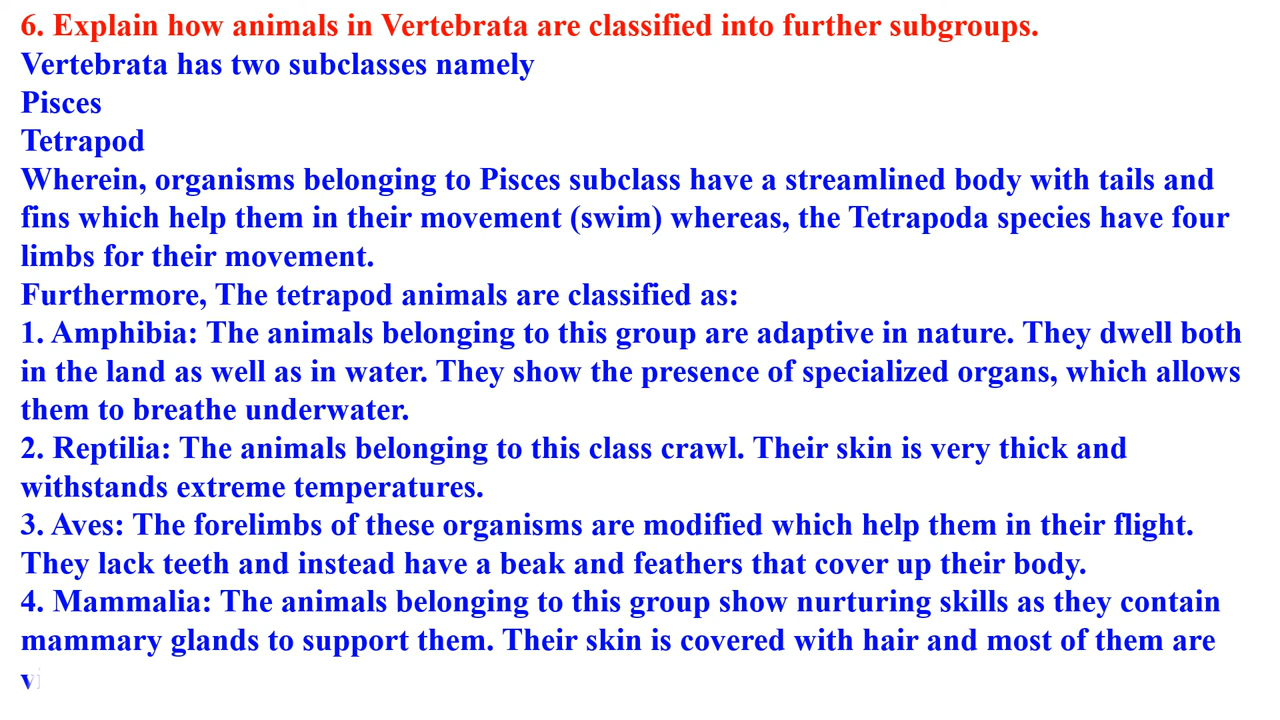 6. Explain how animals in Vertebrata are classified into further subgroups.
Vertebrata has two subclasses namely
Pisces
Tetrapod
Wherein, organisms belonging to Pisces subclass have a streamlined body with tails and
fins which help them in their movement (swim) whereas, the Tetrapoda species have four
limbs for their movement.
Furthermore, The tetrapod animals are classified as:
1. Amphibia: The animals belonging to this group are adaptive in nature. They dwell both
in the land as well as in water. They show the presence of specialized organs, which allows
them to breathe underwater.
2. Reptilia: The animals belonging to this class crawl. Their skin is very thick and
withstands extreme temperatures.
3. Aves: The forelimbs of these organisms are modified which help them in their flight.
They lack teeth and instead have a beak and feathers that cover up their body.
4. Mammalia: The animals belonging to this group show nurturing skills as they contain
mammary glands to support them. Their skin is covered with hair and most of them are